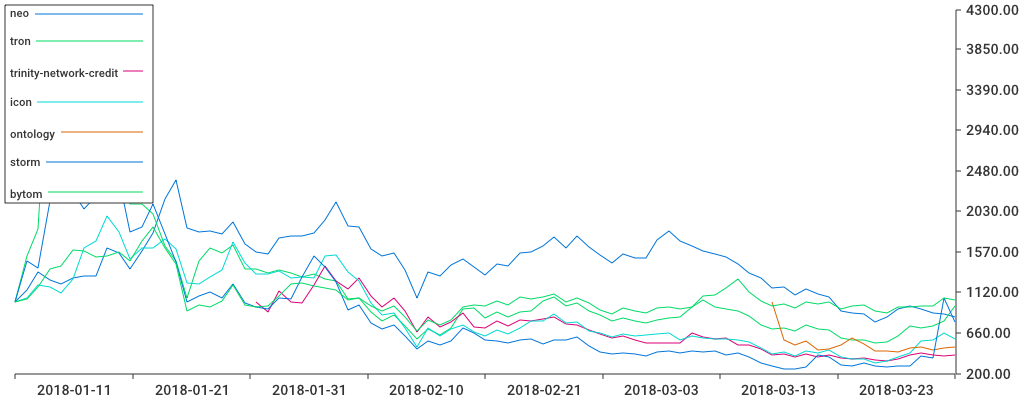 neo
tron
trinity-network-credit
icon
ontology
storm
bytom
4300.00
3850.00
3390.00
2940.00
2480.00
2030.00
1570.00
1120.00
660.00
200.00
2018-01-11 2018-01-21 2018-01-31 2018-02-10 2018-02-21 2018-03-03 2018-03-13 2018-03-23